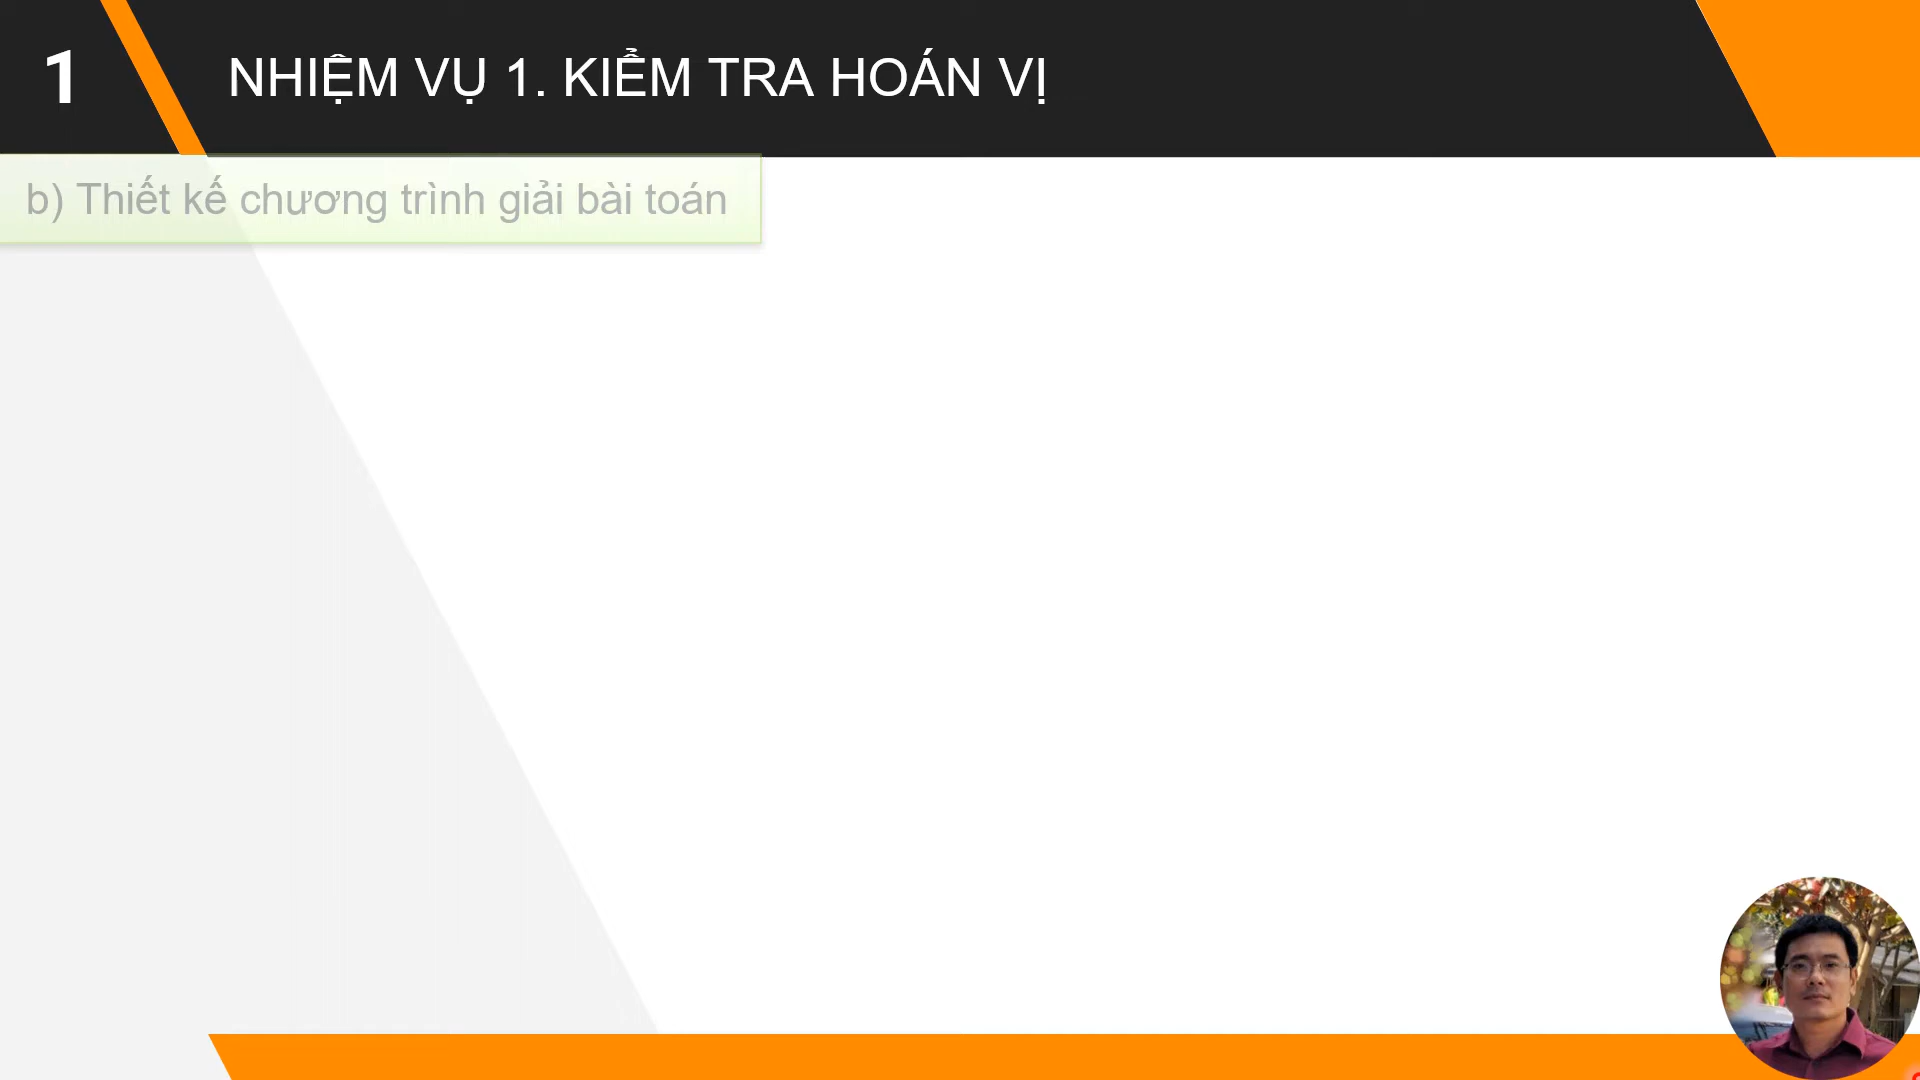 1
NHIỆM VỤ 1. KIỂM TRA HOÁN VỊ
b) Thiết kế chương trình giải bài toán